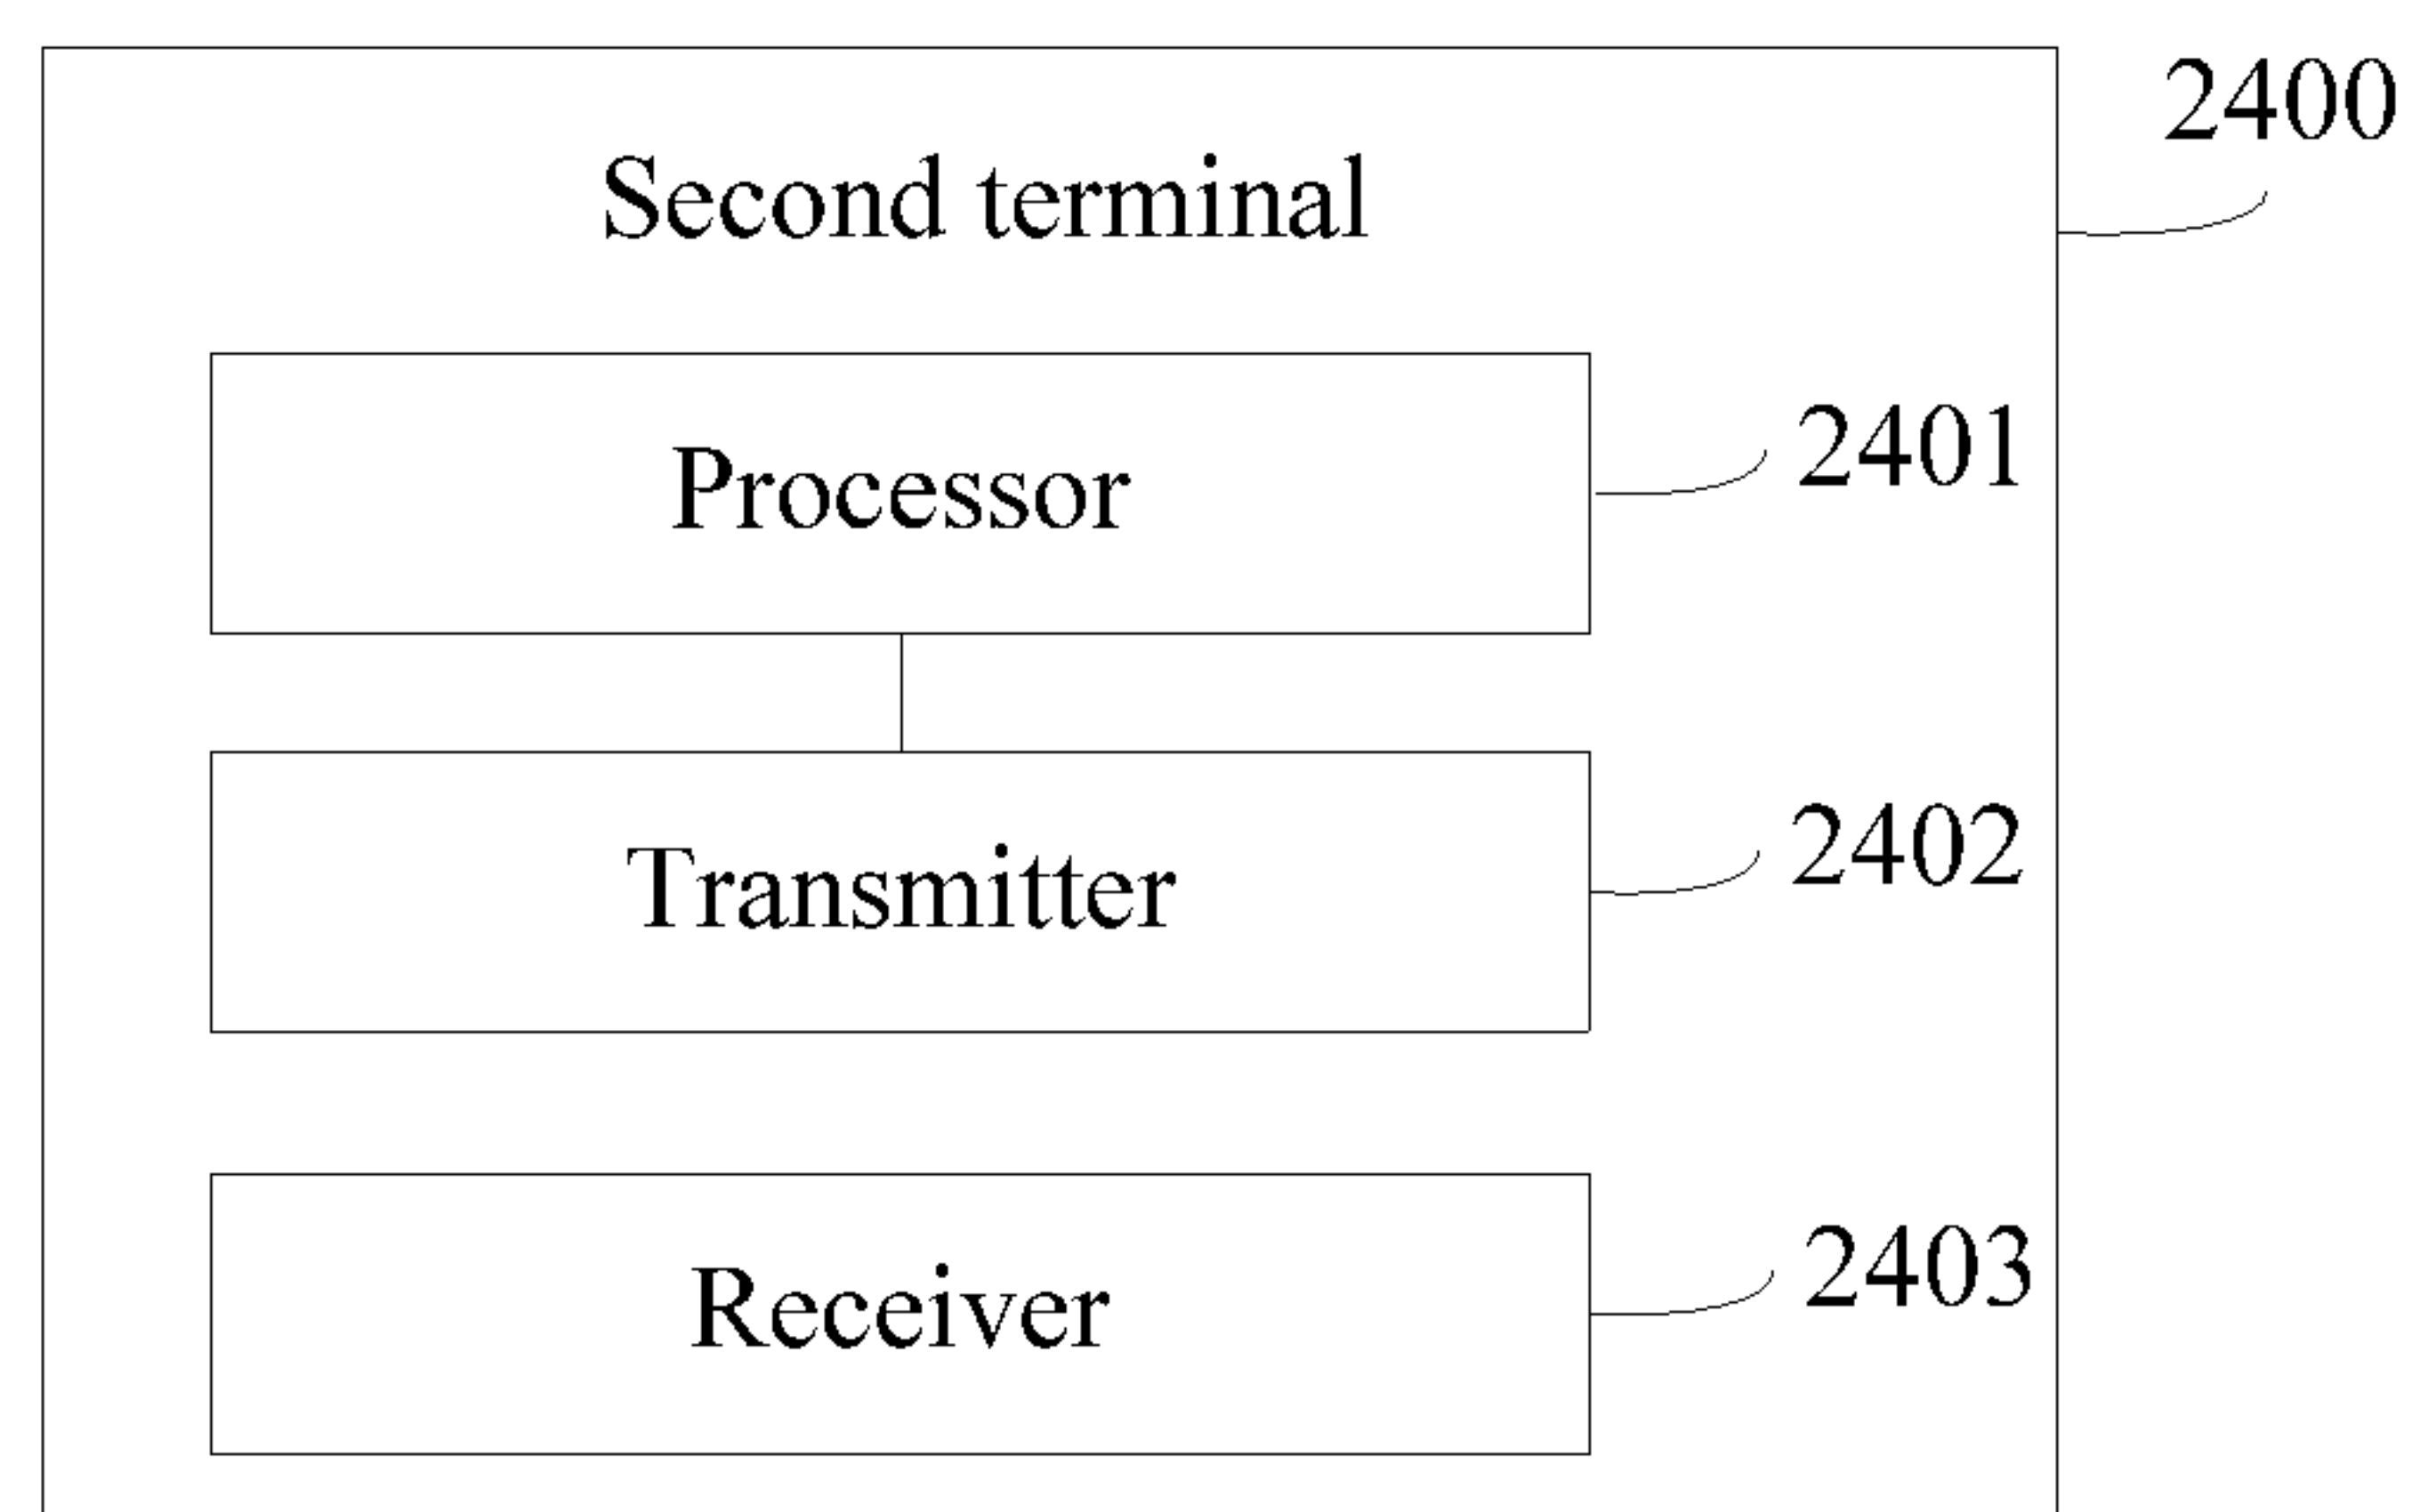 2400
Second terminal
Processor
2401
Transmitter
2402
Receiver
2403